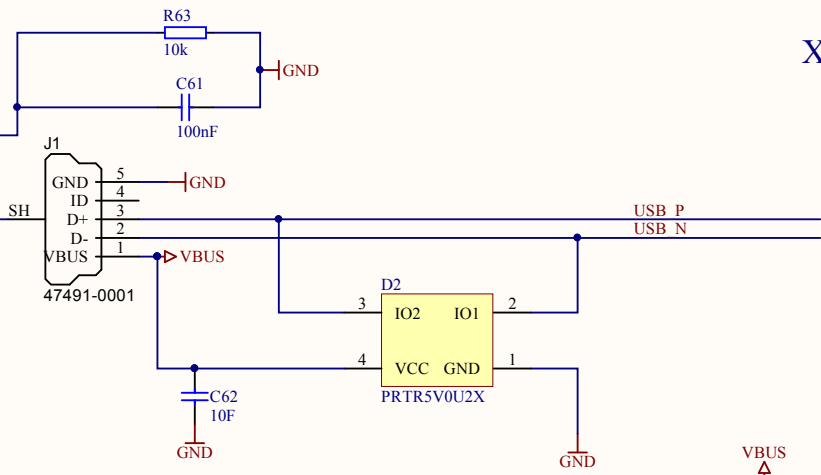 R63
10k
X
GND
C61
100nF
J1
GND 5
GND
ID 4
SH
D+ 3
USB_P
D- 2
USB_N
VBUS 1
VBUS
47491-0001
D2
3 IO2 IO1 2
4 VCC GND 1
PRTR5V0U2X
C62
10F
GND
GND
VBUS